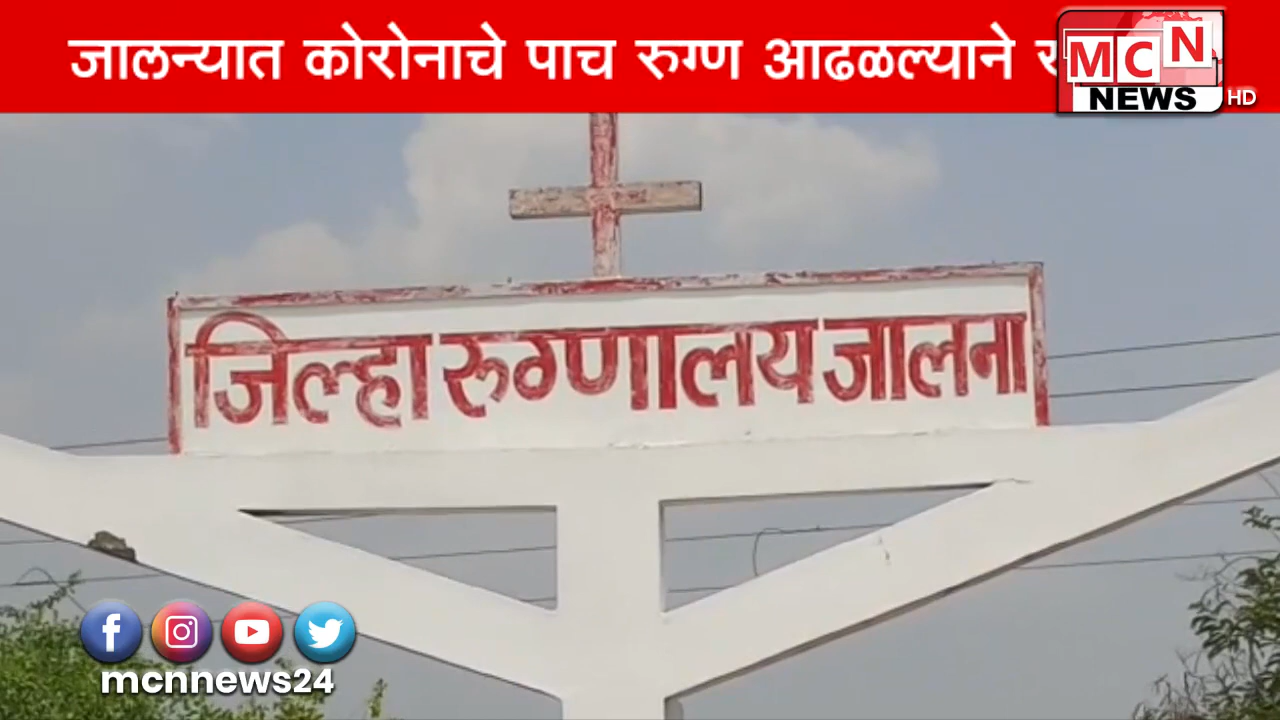 जालन्यात कोरोनाचे पाच रुग्ण आढळल्याने
MCN
NEWS HD
जिल्हा रुग्णालय जालना
mcnnews24